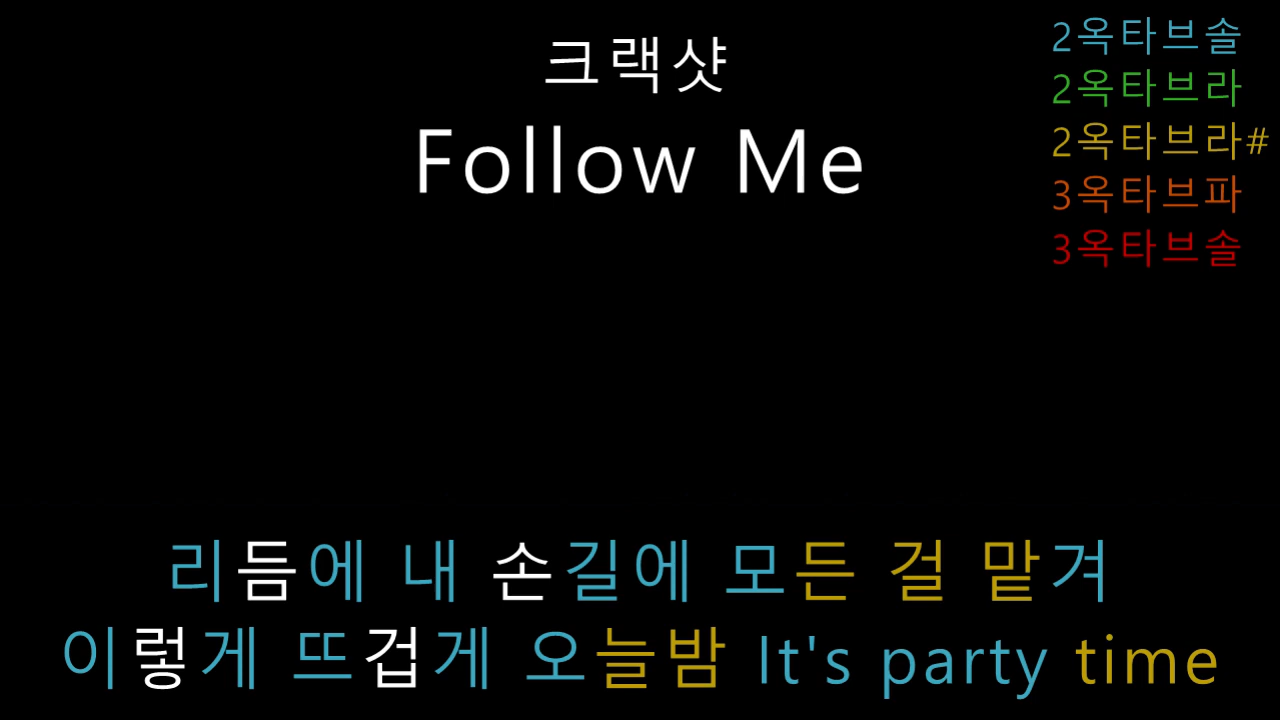 크랙샷
Follow Me
2옥타브솔
2옥타브라
2옥타브라#
3옥타브파
3옥타브솔
리듬에 내 손길에 모든 걸 맡겨
이렇게 뜨겁게 오늘밤 It's party time